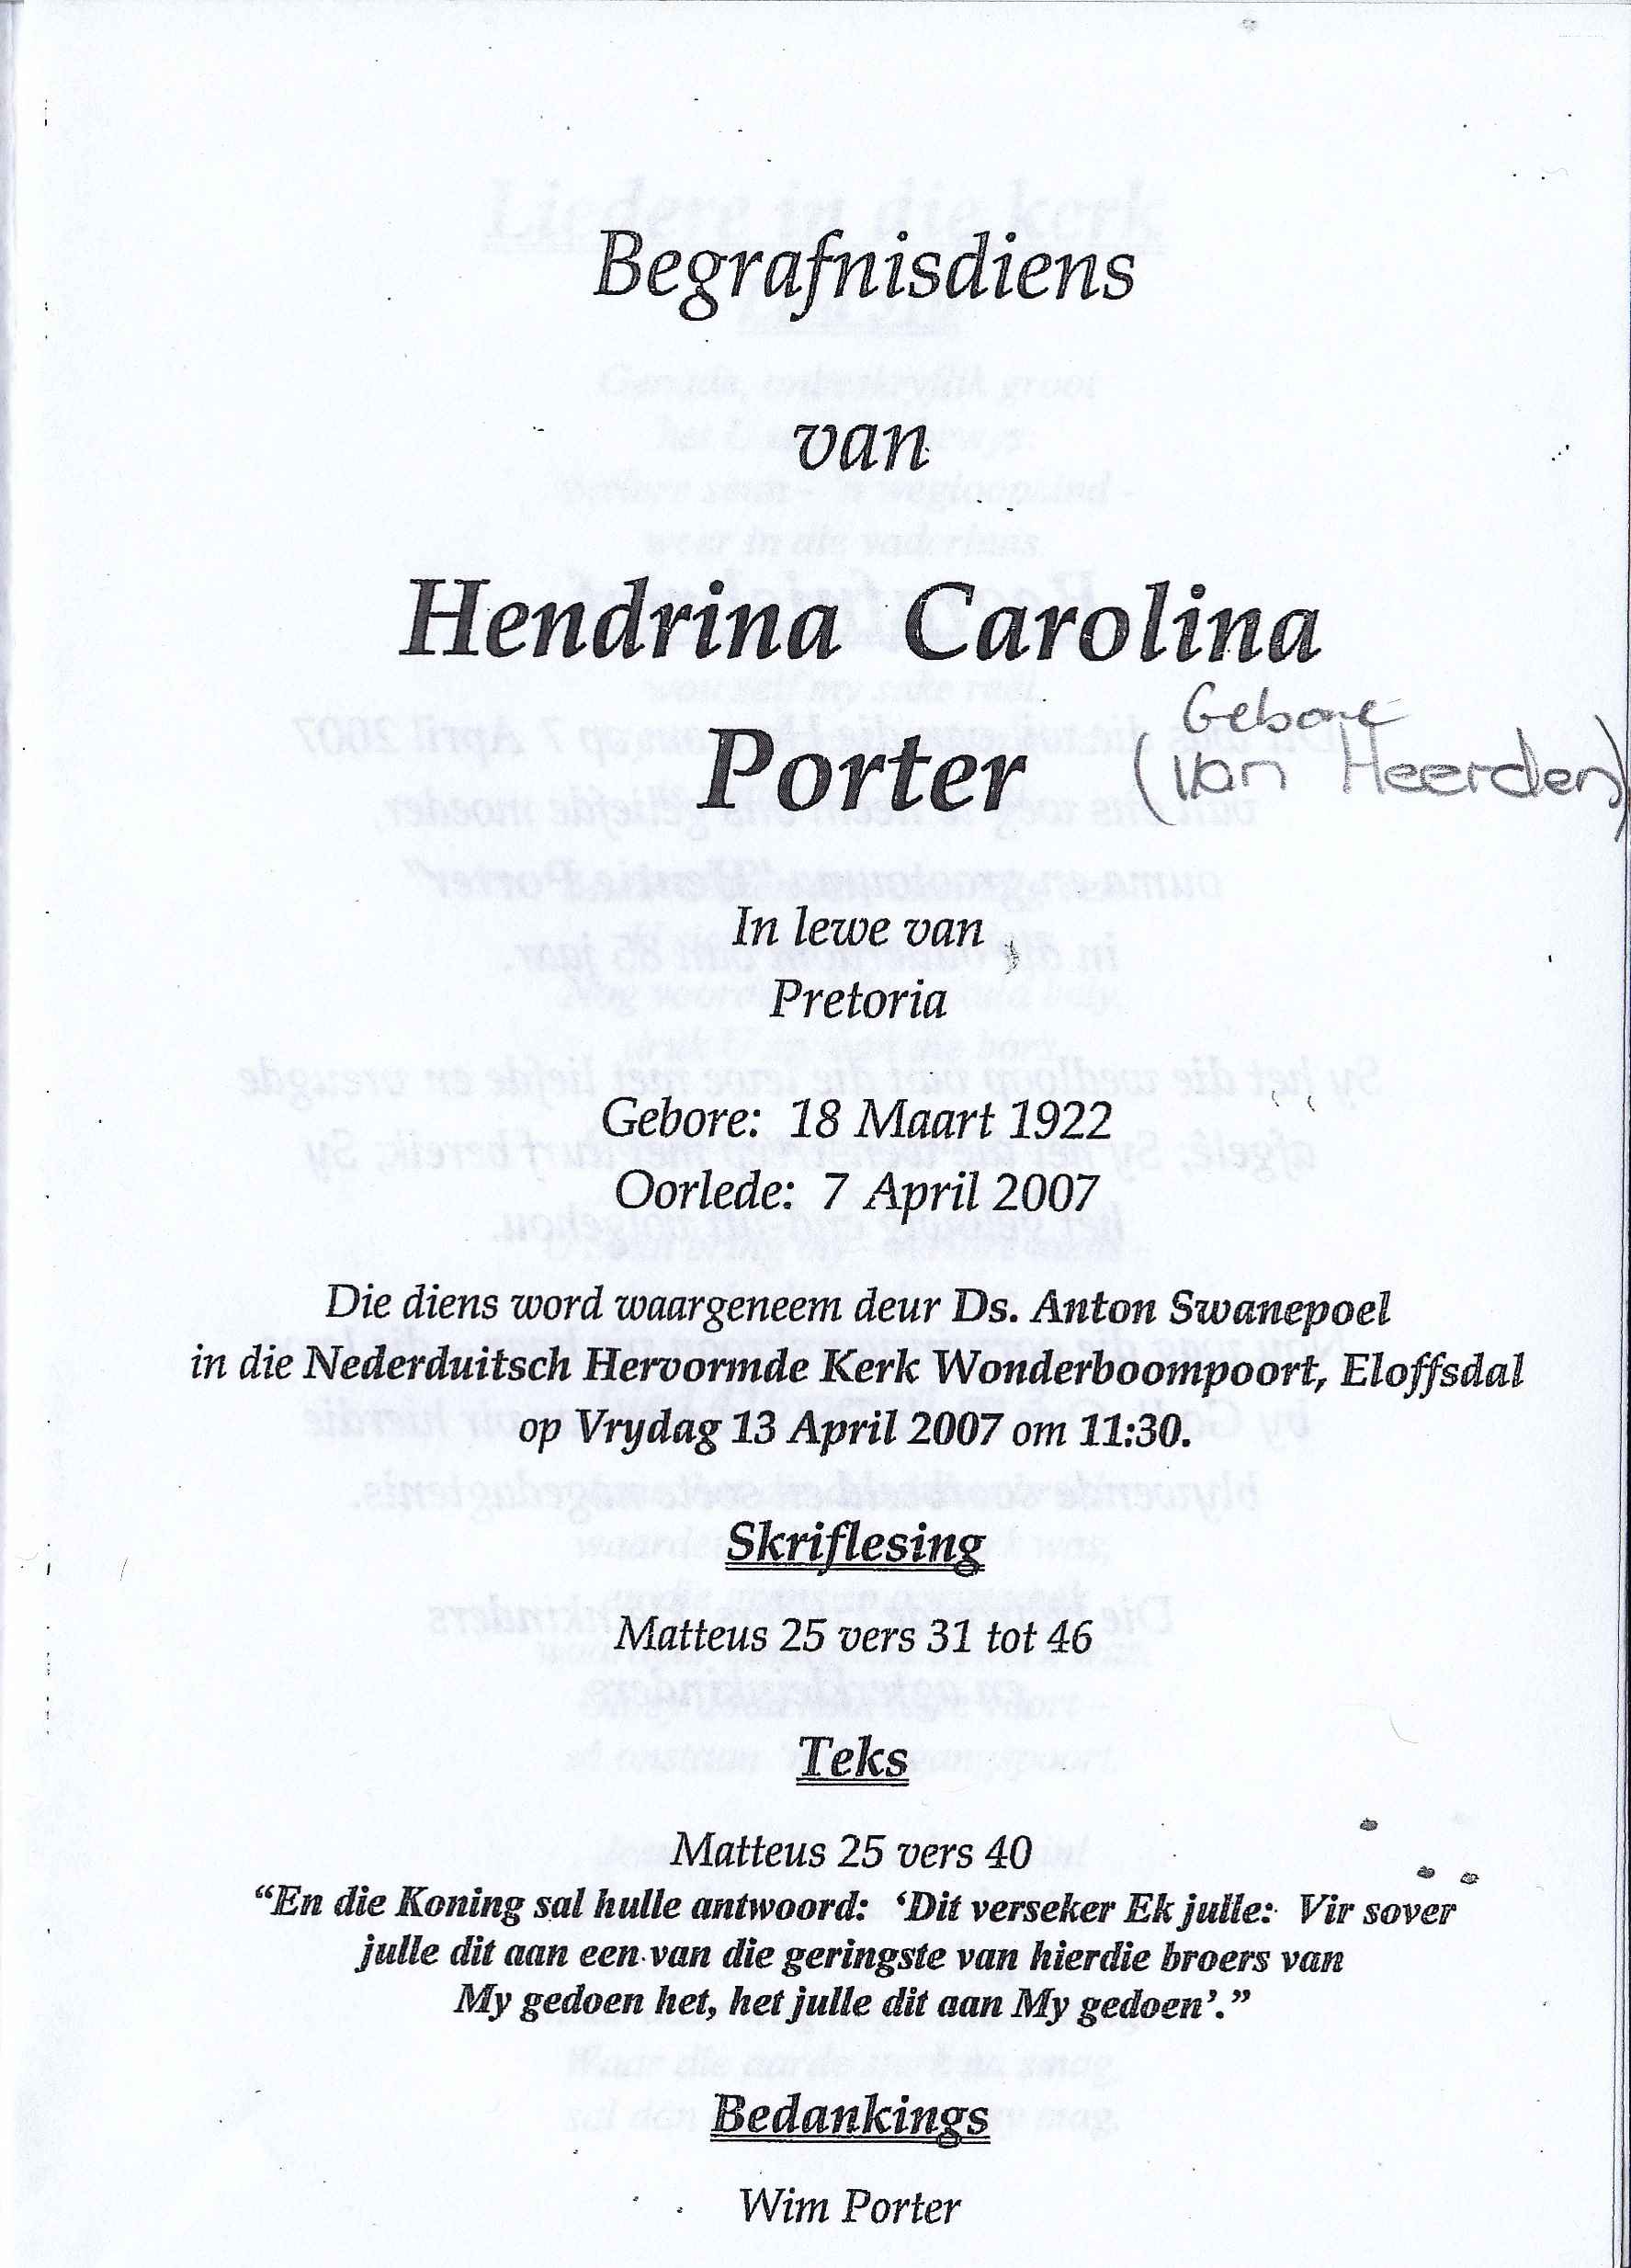 Begrafnisdiens
van
Hendrina Carolina
Porter
Gebore
(van Heerden)
In lewe van
Pretoria
Gebore: 18 Maart 1922
Oorlede: 7 April 2007
Die diens word waargeneem deur Ds. Anton Swanepoel
in die Nederduitsch Hervormde Kerk Wonderboompoort, Eloffsdal
op Vrydag 13 April 2007 om 11:30.
Skriflesing
Matteus 25 vers 31 tot 46
Teks
Matteus 25 vers 40
“En die Koning sal hulle antwoord: ‘Dit verseker Ek julle: Vir sover
julle dit aan een van die geringste van hierdie broers van
My gedoen het, het julle dit aan My gedoen’.”
Bedankings
Wim Porter